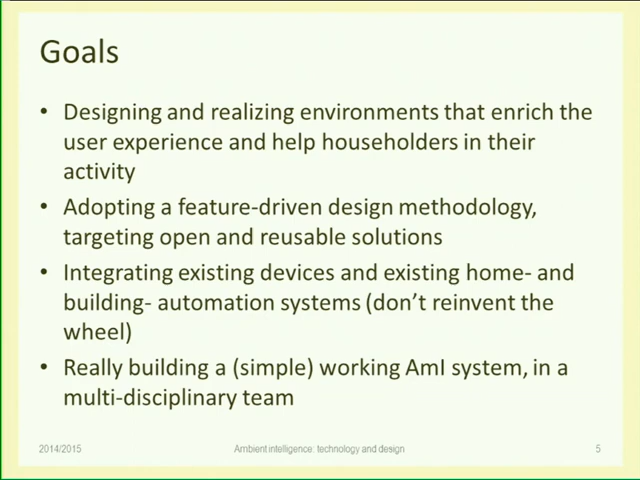 Goals
• Designing and realizing environments that enrich the
user experience and help householders in their
activity
• Adopting a feature-driven design methodology,
targeting open and reusable solutions
• Integrating existing devices and existing home- and
building- automation systems (don't reinvent the
wheel)
• Really building a (simple) working AmI system, in a
multi-disciplinary team
2014/2015
Ambient intelligence: technology and design
5